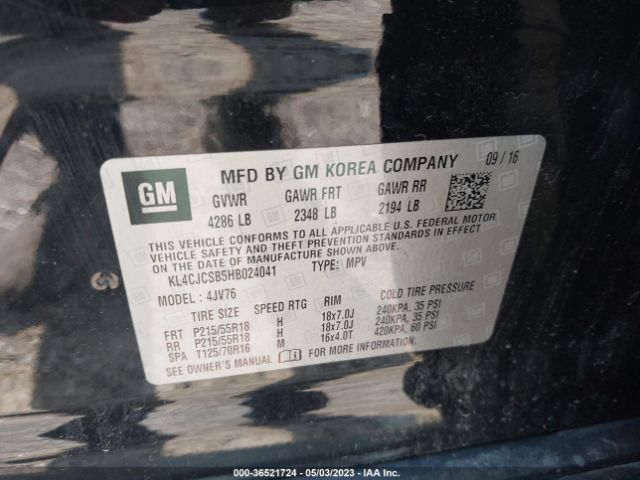 GM
MFD BY GM KOREA COMPANY 09/16
GVWR GAWR FRT GAWR RR
4286 LB 2348 LB 2194 LB
THIS VEHICLE CONFORMS TO ALL APPLICABLE U.S. FEDERAL MOTOR
VEHICLE SAFETY AND THEFT PREVENTION STANDARDS IN EFFECT
ON THE DATE OF MANUFACTURE SHOWN ABOVE.
KL4CJCSB5HB024041 TYPE: MPV
MODEL: 4JV76
TIRE SIZE SPEED RTG RIM COLD TIRE PRESSURE
FRT P215/55R18 H 18x7.0J 240KPA, 35 PSI
RR P215/55R18 H 18x7.0J 240KPA, 35 PSI
SPA T125/70R16 M 16x4.0T 420KPA, 60 PSI
SEE OWNER'S MANUAL FOR MORE INFORMATION.
000-36521724 - 05/03/2023 - IAA Inc.